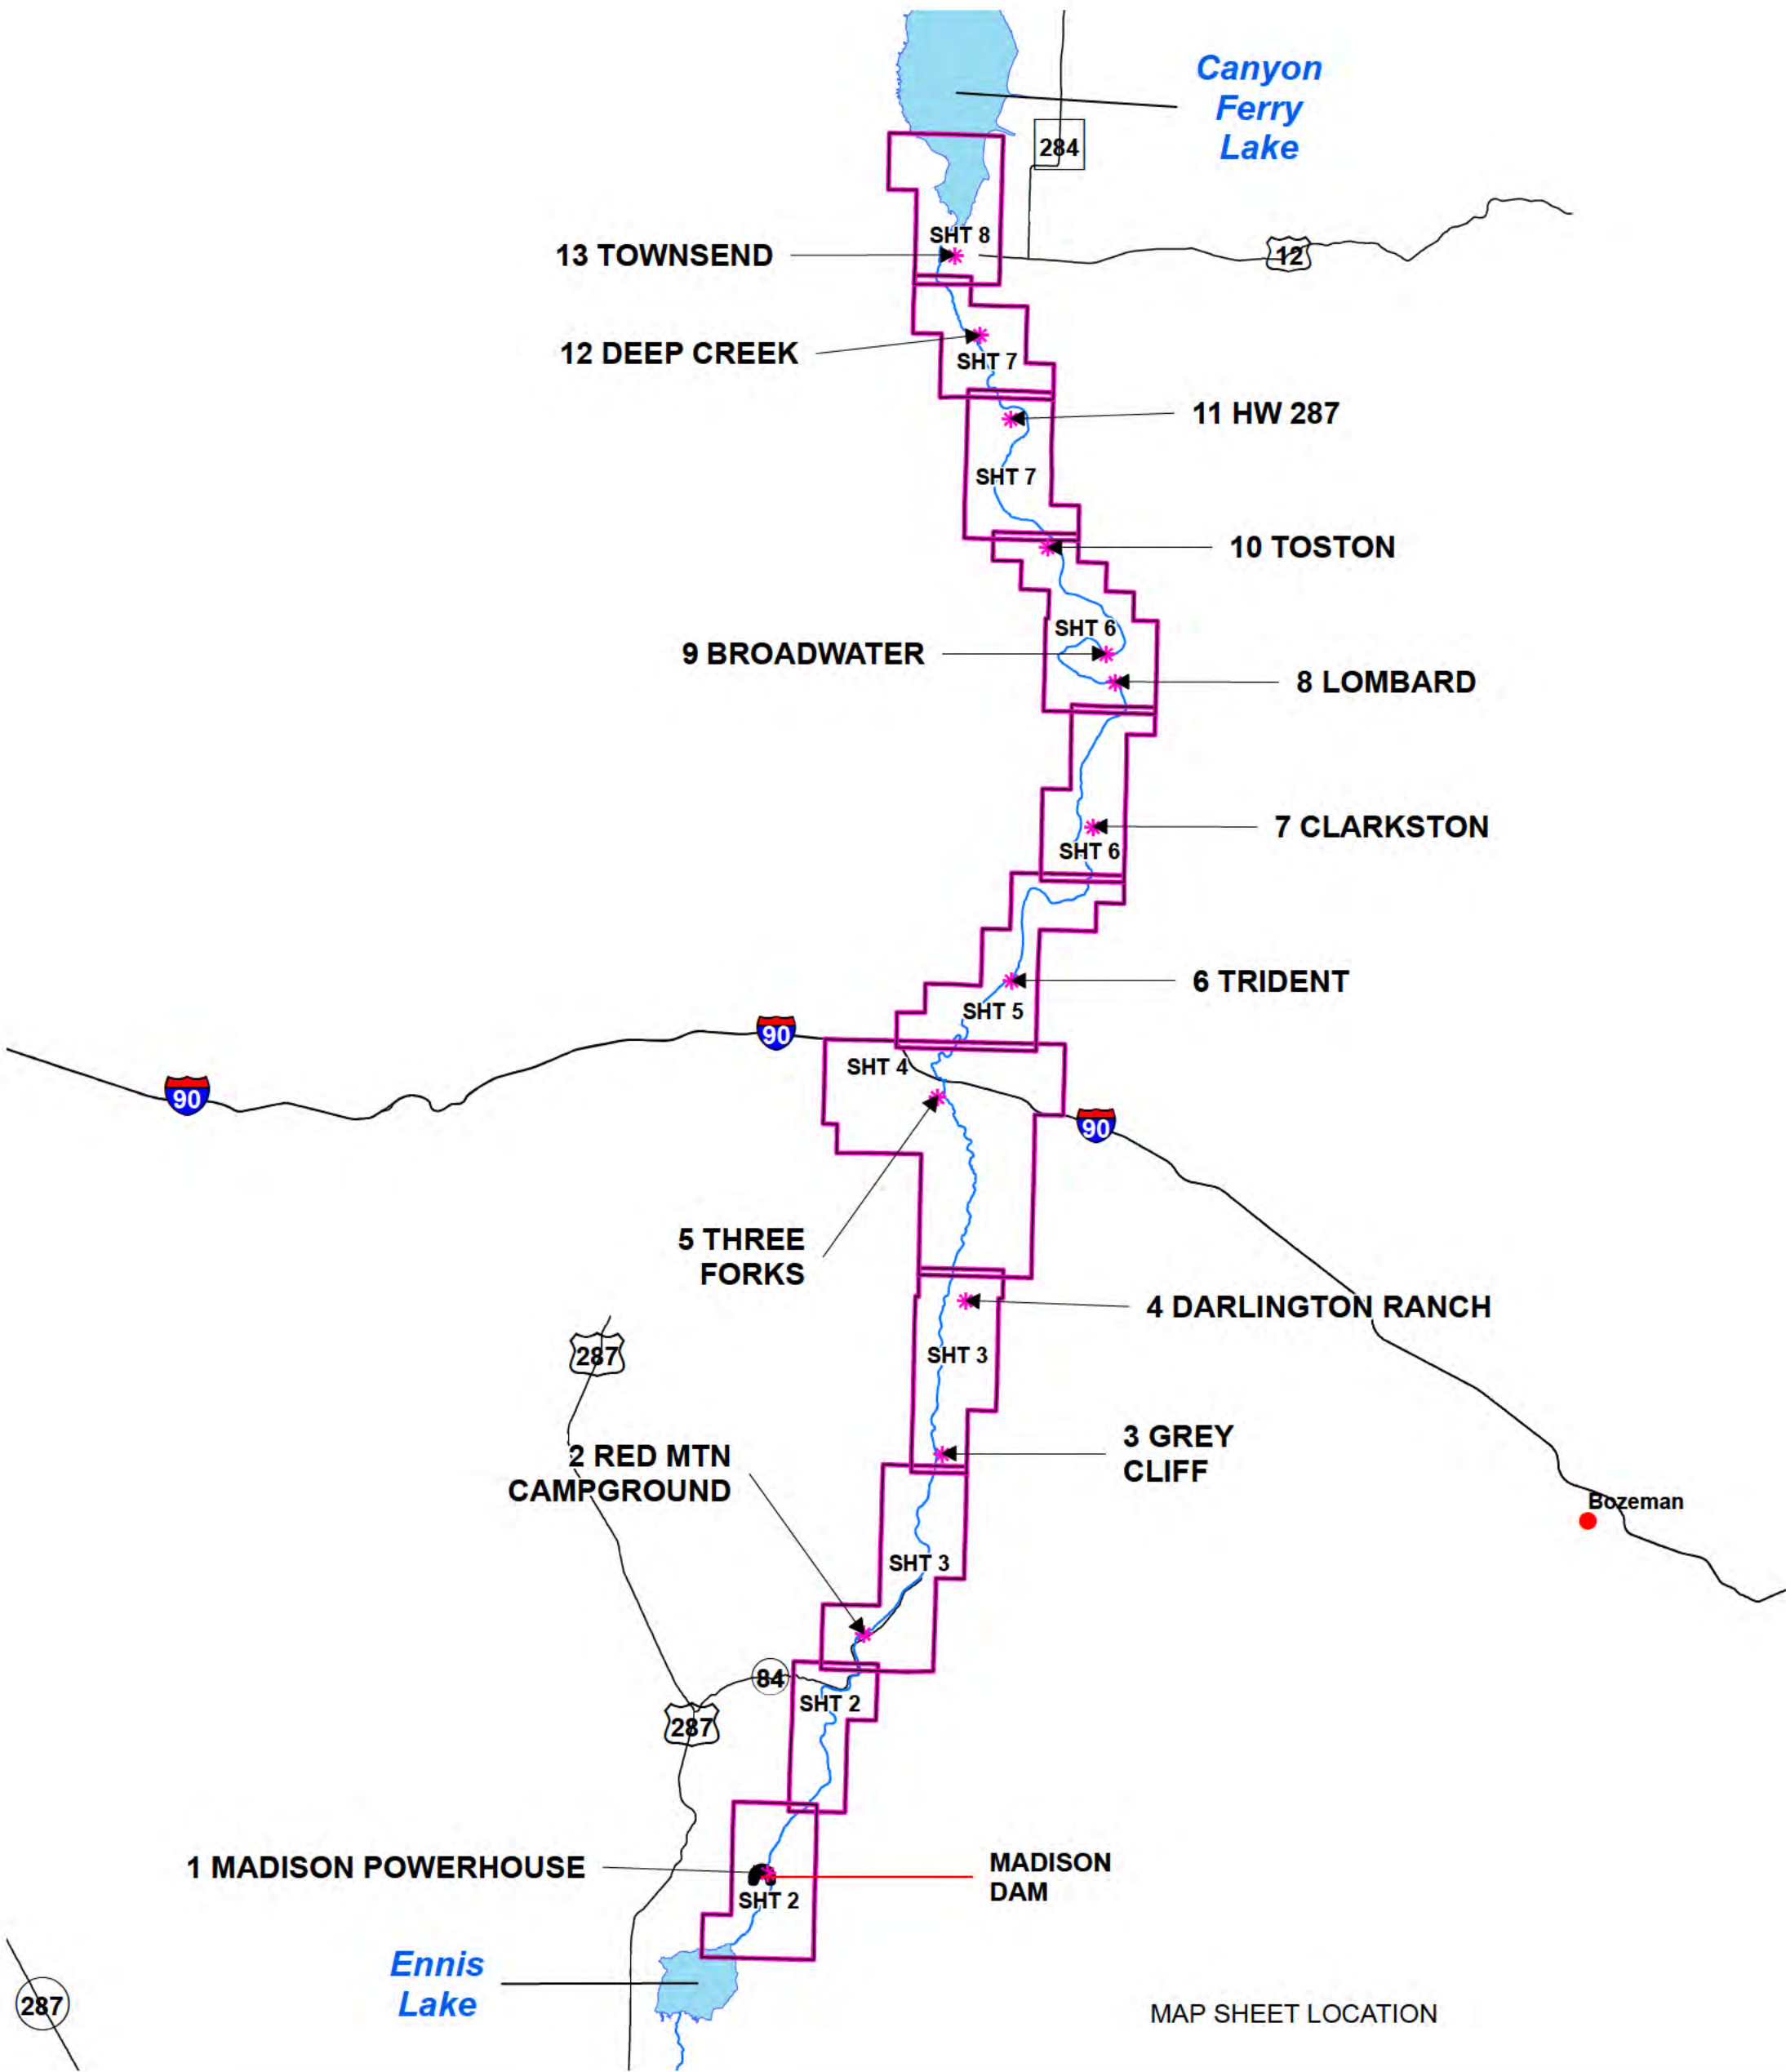 Canyon
Ferry
Lake
284
SHT 8
13 TOWNSEND
12
12 DEEP CREEK
SHT 7
11 HW 287
SHT 7
10 TOSTON
SHT 6
9 BROADWATER
8 LOMBARD
7 CLARKSTON
SHT 6
6 TRIDENT
SHT 5
90
SHT 4
90
90
5 THREE
FORKS
4 DARLINGTON RANCH
287
SHT 3
3 GREY
CLIFF
2 RED MTN
CAMPGROUND
Bozeman
SHT 3
84
SHT 2
287
1 MADISON POWERHOUSE
MADISON
DAM
SHT 2
Ennis
Lake
287
MAP SHEET LOCATION